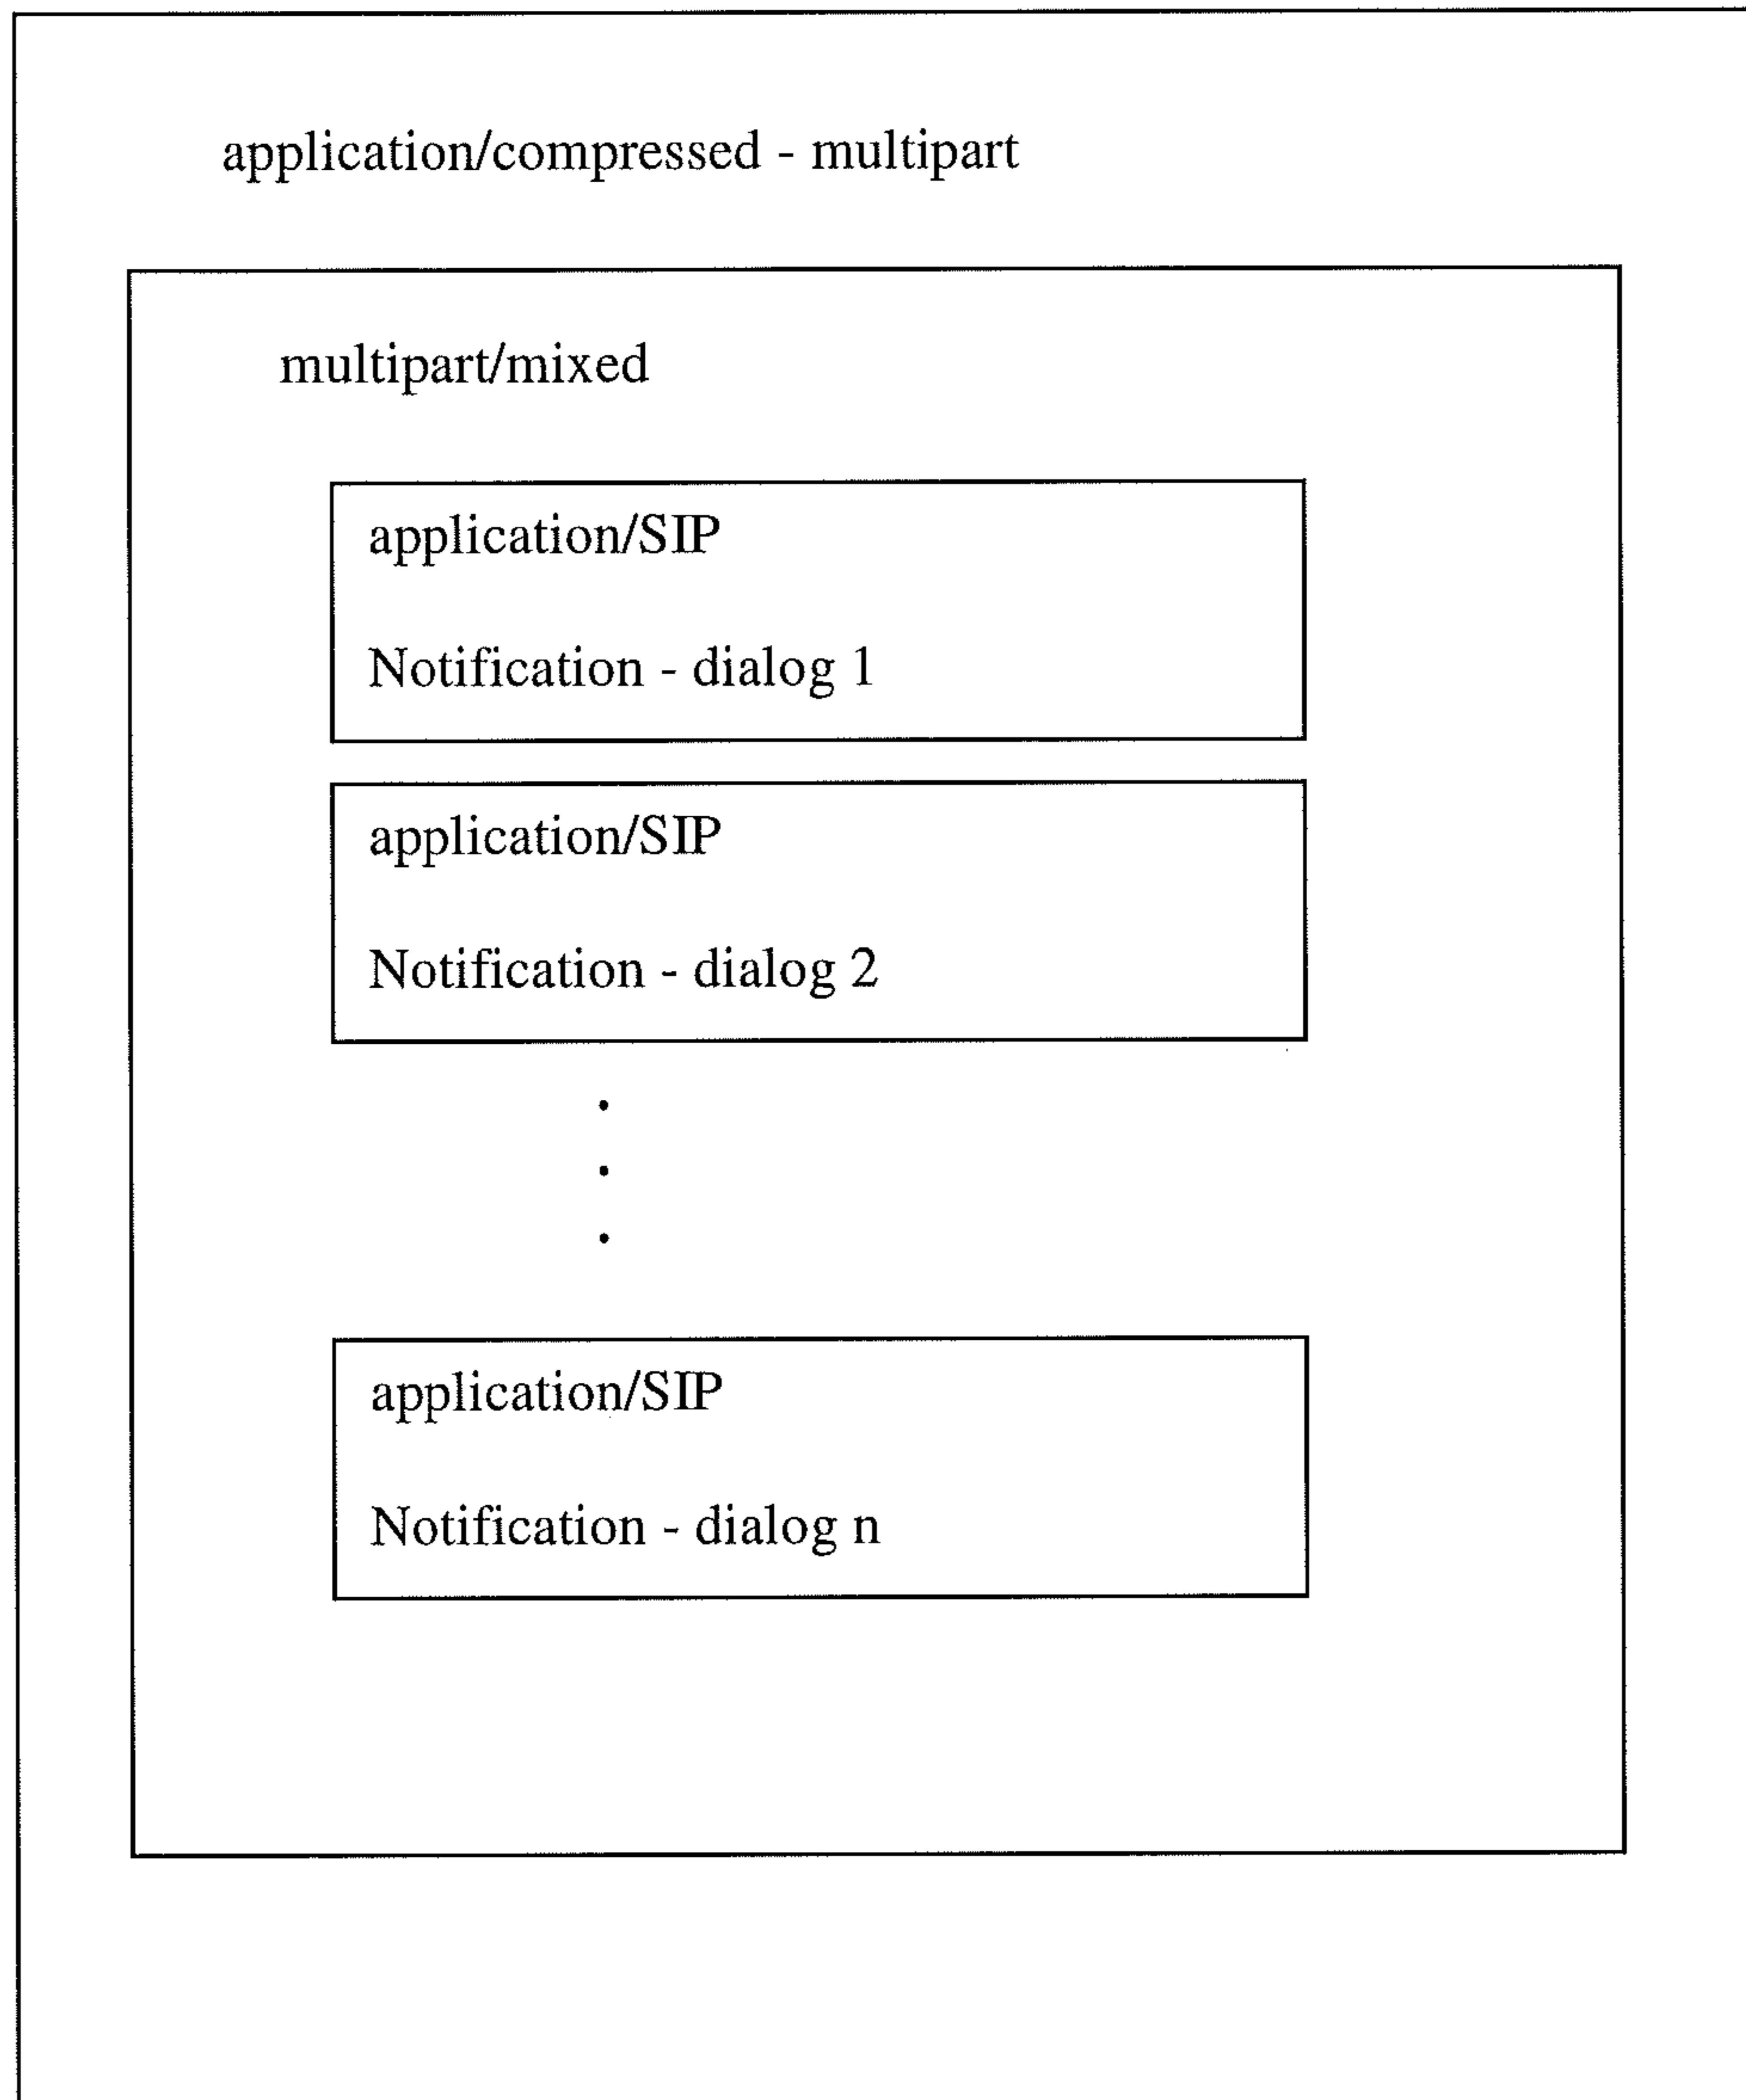 application/compressed - multipart
multipart/mixed
application/SIP
Notification - dialog 1
application/SIP
Notification - dialog 2
.
.
.
application/SIP
Notification - dialog n